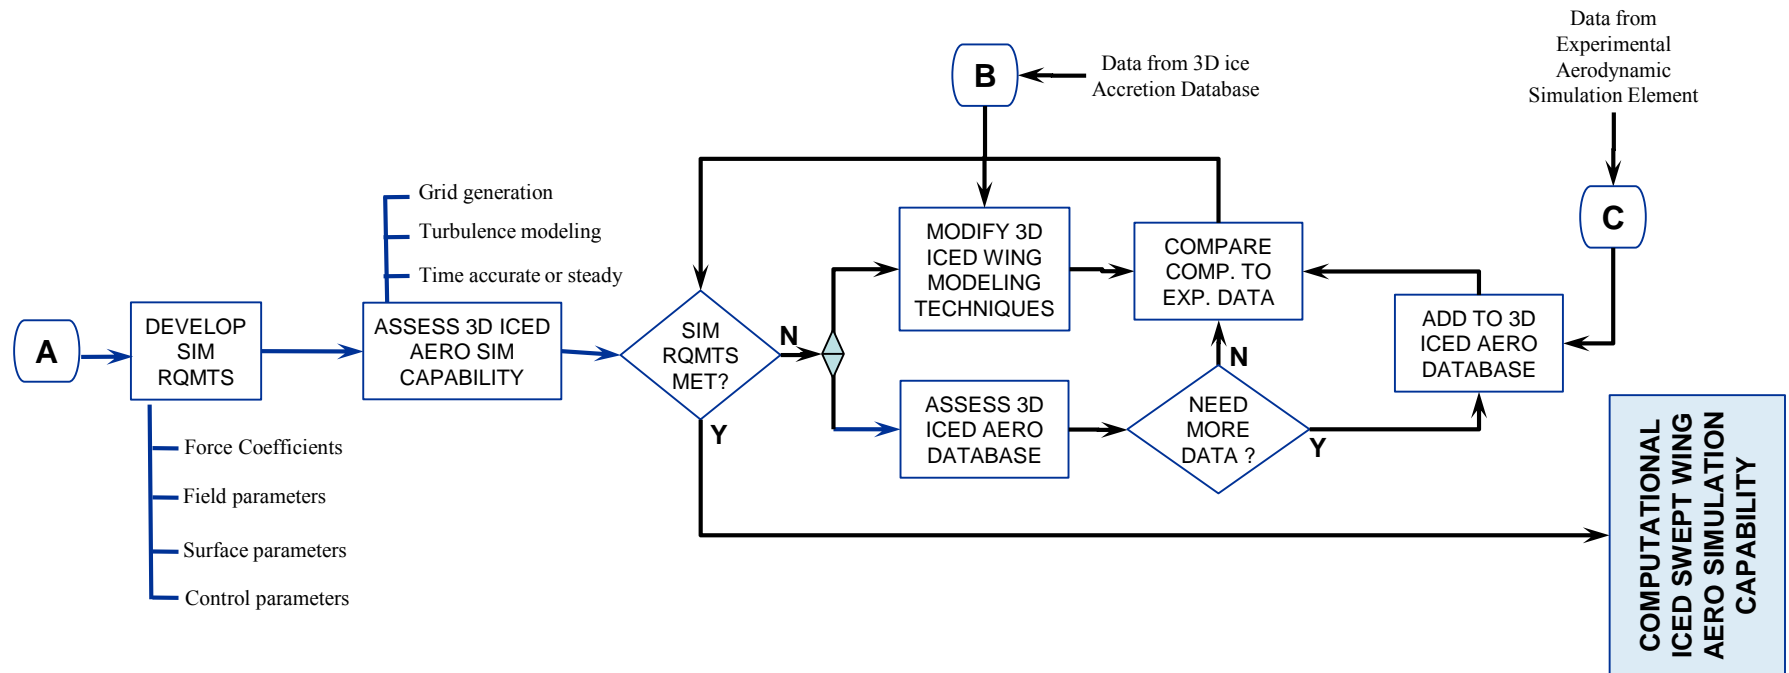 Data from
Experimental
Aerodynamic
Simulation Element
B
Data from 3D ice
Accretion Database
Grid generation
Turbulence modeling
Time accurate or steady
C
MODIFY 3D
ICED WING
MODELING
TECHNIQUES
COMPARE
COMP. TO
EXP. DATA
A
DEVELOP
SIM
RQMTS
ASSESS 3D ICED
AERO SIM
CAPABILITY
SIM
RQMTS
MET?
N
Y
ADD TO 3D
ICED AERO
DATABASE
N
ASSESS 3D
ICED AERO
DATABASE
NEED
MORE
DATA ?
Y
Force Coefficients
Field parameters
Surface parameters
Control parameters
COMPUTATIONAL
ICED SWEPT WING
AERO SIMULATION
CAPABILITY